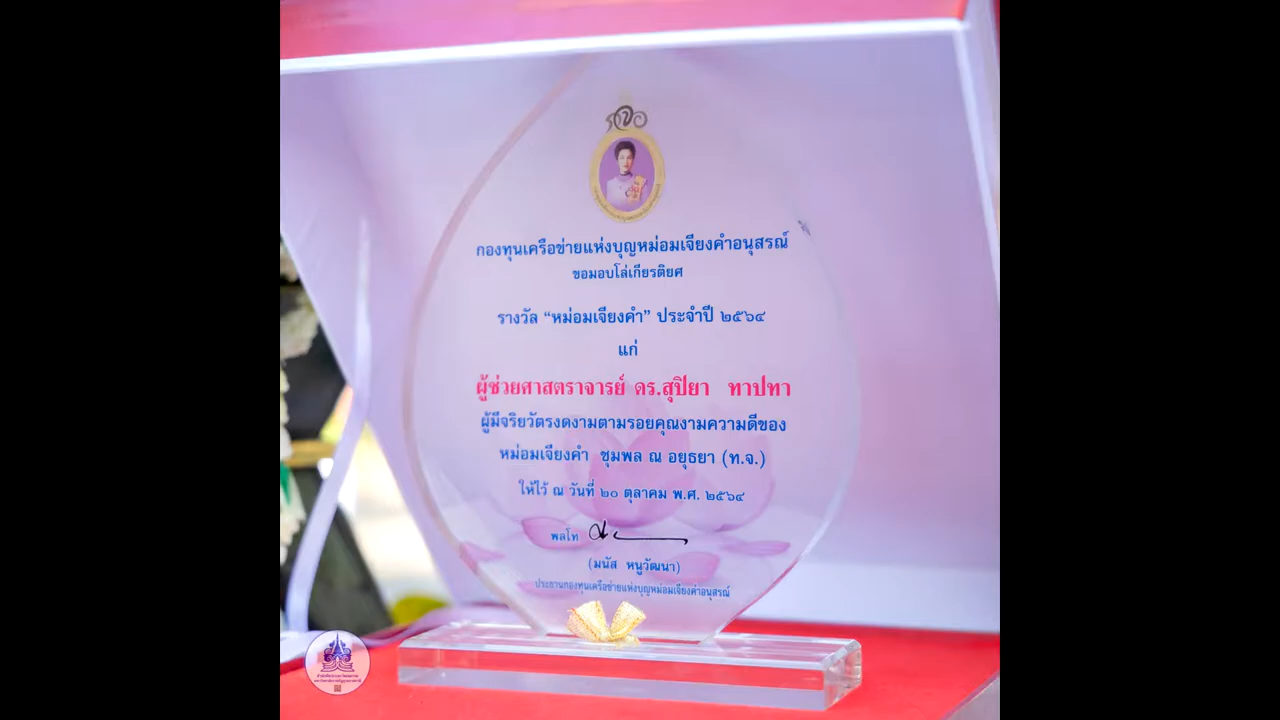 กองทุนเครือข่ายแห่งบุญหม่อมเจียงคำอนุสรณ์
ขอมอบโล่เกียรติยศ
รางวัล “หม่อมเจียงคำ” ประจำปี ๒๕๖๔
แก่
ผู้ช่วยศาสตราจารย์ ดร.สุปิยา ทาปทา
ผู้มีจริยวัตรงดงามตามรอยคุณงามความดีของ
หม่อมเจียงคำ ชุมพล ณ อยุธยา (ท.จ.)
ให้ไว้ ณ วันที่ ๒๐ ตุลาคม พ.ศ. ๒๕๖๔
พลโท
(มนัส หนูวัฒนา)
ประธานกองทุนเครือข่ายแห่งบุญหม่อมเจียงคำอนุสรณ์